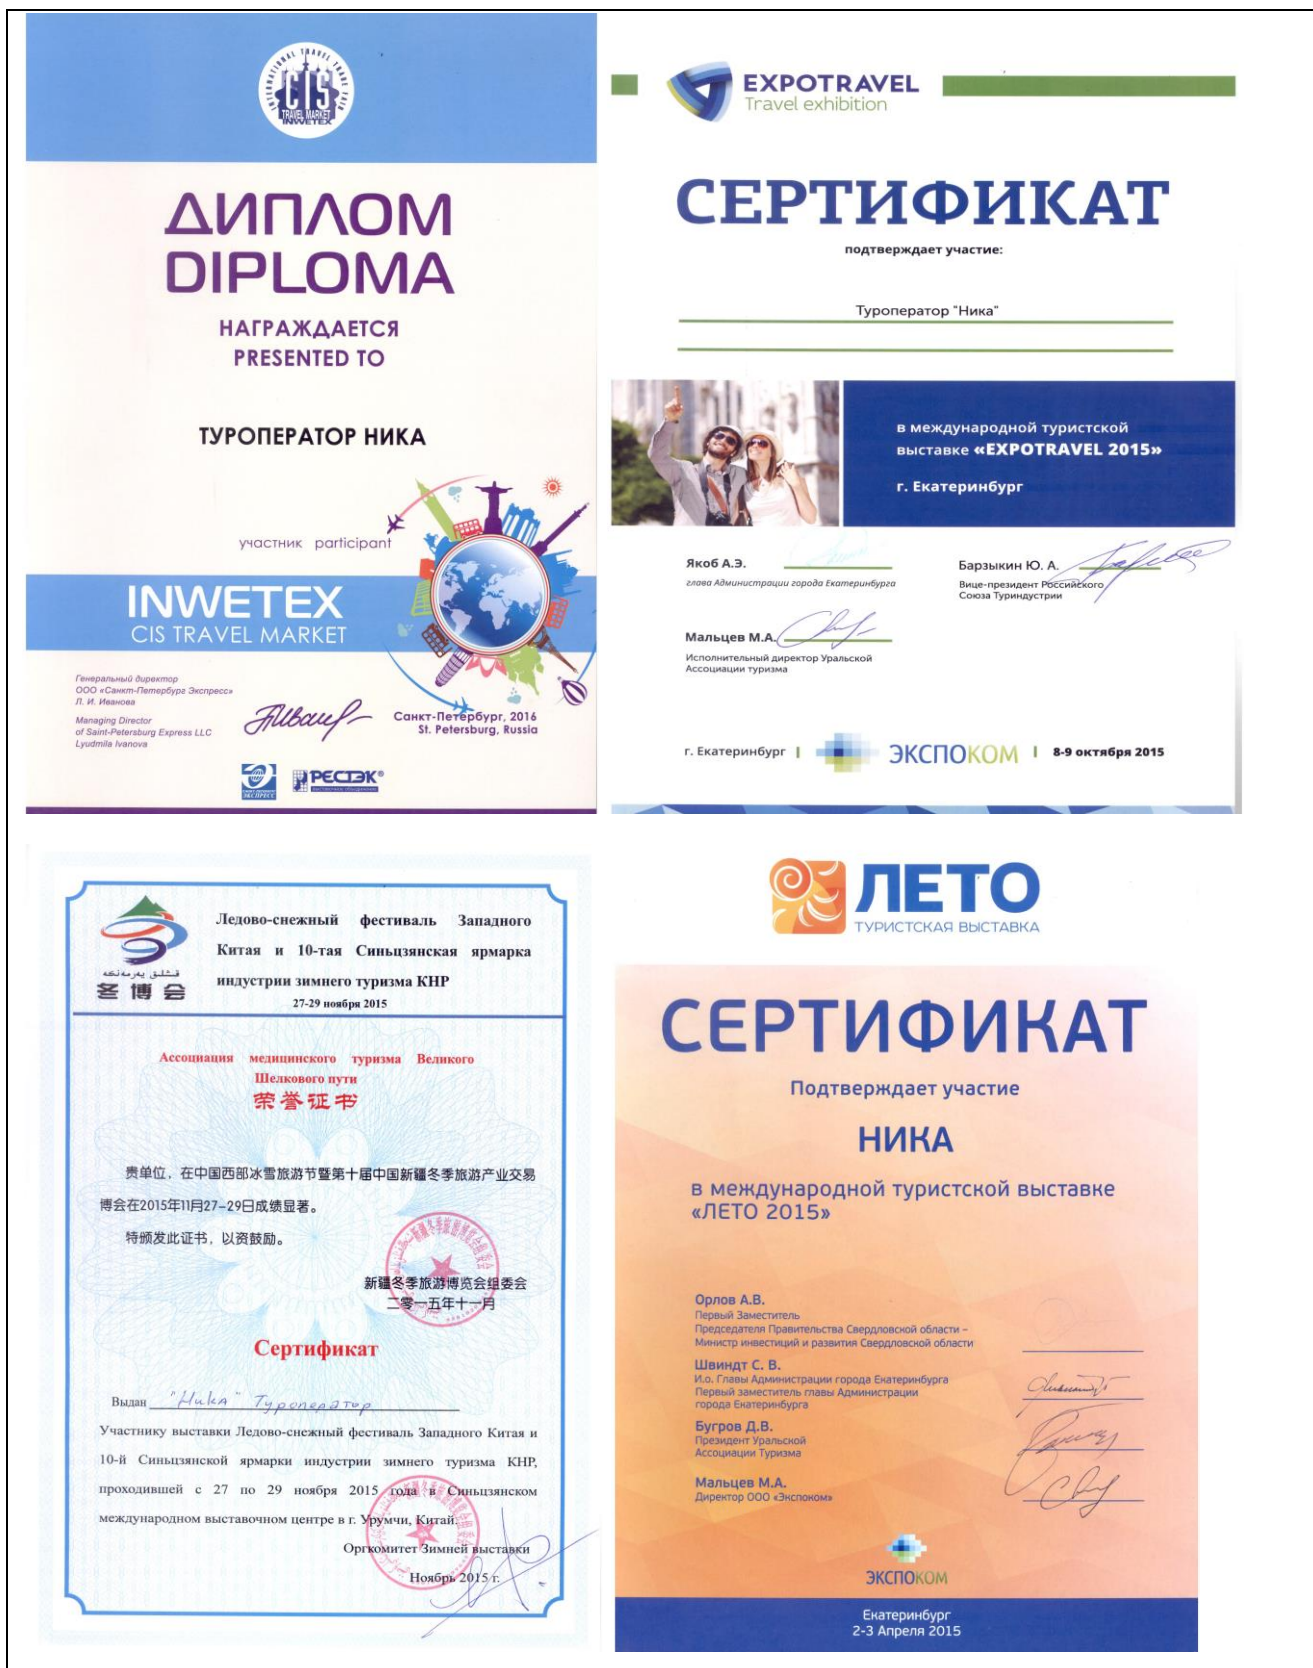 INTERNATIONAL TRAVEL TRADE FAIR
CIS
TRAVEL MARKET
INWETEX
ДИПЛОМ
DIPLOMA
НАГРАЖДАЕТСЯ
PRESENTED TO
ТУРОПЕРАТОР НИКА
участник participant
INWETEX
CIS TRAVEL MARKET
Генеральный директор
ООО «Санкт-Петербург Экспресс»
Л. И. Иванова
Managing Director
of Saint-Petersburg Express LLC
Lyudmila Ivanova
Санкт-Петербург, 2016
St. Petersburg, Russia
ЭКСПРЕСС
РЕСТЭК®
EXPOTRAVEL
Travel exhibition
СЕРТИФИКАТ
подтверждает участие:
Туроператор "Ника"
в международной туристской
выставке «EXPOTRAVEL 2015»
г. Екатеринбург
Якоб А.Э.
глава Администрации города Екатеринбурга
Барзыкин Ю. А.
Вице-президент Российского
Союза Туриндустрии
Мальцев М.А.
Исполнительный директор Уральской
Ассоциации туризма
г. Екатеринбург | ЭКСПОКОМ | 8-9 октября 2015
冬博会
Ледово-снежный фестиваль Западного
Китая и 10-тая Синьцзянская ярмарка
индустрии зимнего туризма КНР
27-29 ноября 2015
Ассоциация медицинского туризма Великого
Шелкового пути
荣誉证书
贵单位，在中国西部冰雪旅游节暨第十届中国新疆冬季旅游产业交易
博会在2015年11月27-29日成绩显著。
特颁发此证书，以资鼓励。
新疆冬季旅游博览会组委会
二零一五年十一月
Сертификат
Выдан "Ника" Туроператор
Участнику выставки Ледово-снежный фестиваль Западного Китая и
10-й Синьцзянской ярмарки индустрии зимнего туризма КНР,
проходившей с 27 по 29 ноября 2015 года в Синьцзянском
международном выставочном центре в г. Урумчи, Китай.
Оргкомитет Зимней выставки
Ноябрь 2015 г.
ЛЕТО
ТУРИСТСКАЯ ВЫСТАВКА
СЕРТИФИКАТ
Подтверждает участие
НИКА
в международной туристской выставке
«ЛЕТО 2015»
Орлов А.В.
Первый Заместитель
Председателя Правительства Свердловской области –
Министр инвестиций и развития Свердловской области
Швиндт С. В.
И.о. Главы Администрации города Екатеринбурга
Первый заместитель главы Администрации
города Екатеринбурга
Бугров Д.В.
Президент Уральской
Ассоциации Туризма
Мальцев М.А.
Директор ООО «Экспоком»
ЭКСПОКОМ
Екатеринбург
2-3 Апреля 2015